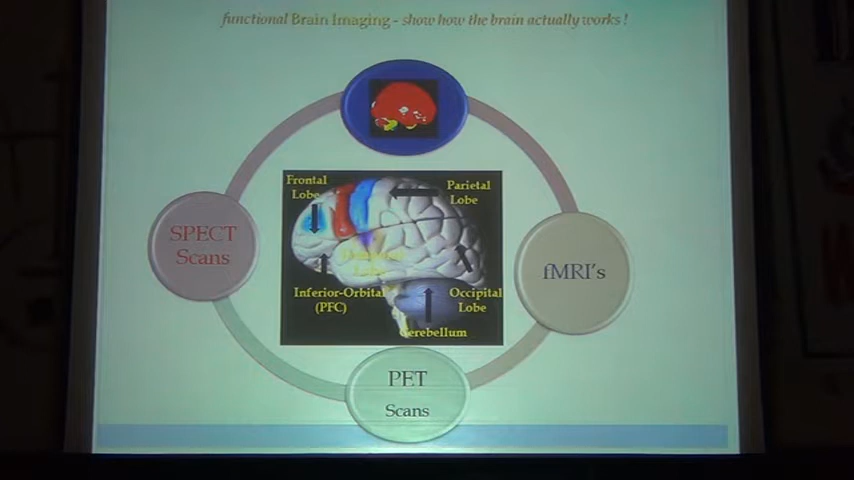 functional Brain Imaging - show how the brain actually works !
Frontal
Lobe
Parietal
Lobe
SPECT
Scans
fMRI's
Inferior-Orbital
(PFC)
Occipital
Lobe
Cerebellum
PET
Scans